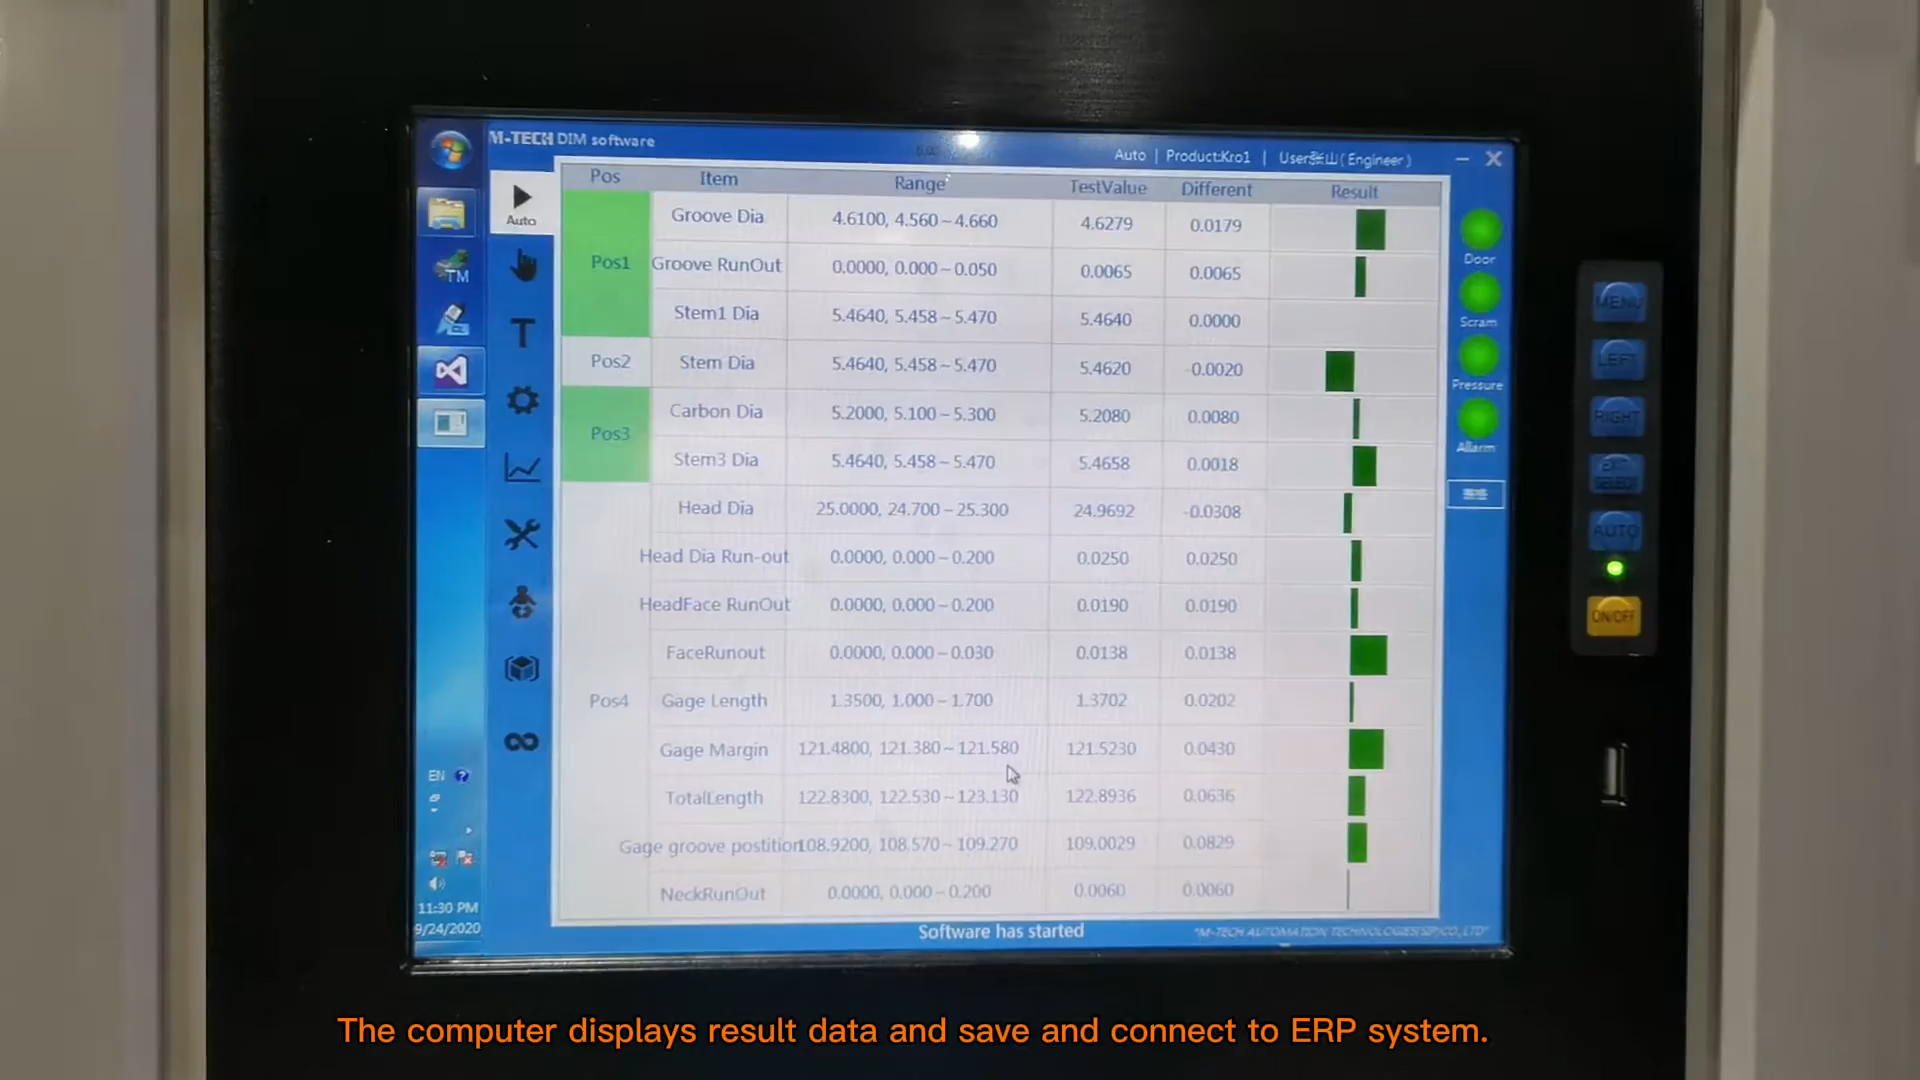 M-TECH DIM software
Auto | Product:Kro1 | User张山( Engineer )
Auto
Pos Item Range TestValue Different Result
Pos1
Groove Dia 4.6100, 4.560 ~ 4.660 4.6279 0.0179
Groove RunOut 0.0000, 0.000 ~ 0.050 0.0065 0.0065
Stem1 Dia 5.4640, 5.458 ~ 5.470 5.4640 0.0000
Pos2 Stem Dia 5.4640, 5.458 ~ 5.470 5.4620 -0.0020
Pos3
Carbon Dia 5.2000, 5.100 ~ 5.300 5.2080 0.0080
Stem3 Dia 5.4640, 5.458 ~ 5.470 5.4658 0.0018
Pos4
Head Dia 25.0000, 24.700 ~ 25.300 24.9692 -0.0308
Head Dia Run-out 0.0000, 0.000 ~ 0.200 0.0250 0.0250
HeadFace RunOut 0.0000, 0.000 ~ 0.200 0.0190 0.0190
FaceRunout 0.0000, 0.000 ~ 0.030 0.0138 0.0138
Gage Length 1.3500, 1.000 ~ 1.700 1.3702 0.0202
Gage Margin 121.4800, 121.380 ~ 121.580 121.5230 0.0430
TotalLength 122.8300, 122.530 ~ 123.130 122.8936 0.0636
Gage groove postition 108.9200, 108.570 ~ 109.270 109.0029 0.0829
NeckRunOut 0.0000, 0.000 ~ 0.200 0.0060 0.0060
Door
Scram
Pressure
Allarm
TM
T
EN
11:30 PM
9/24/2020
Software has started
"M-TECH AUTOMATION TECHNOLOGIES(SIP)CO.,LTD"
MENU
LEFT
RIGHT
EXIT
SELECT
AUTO
ON/OFF
The computer displays result data and save and connect to ERP system.